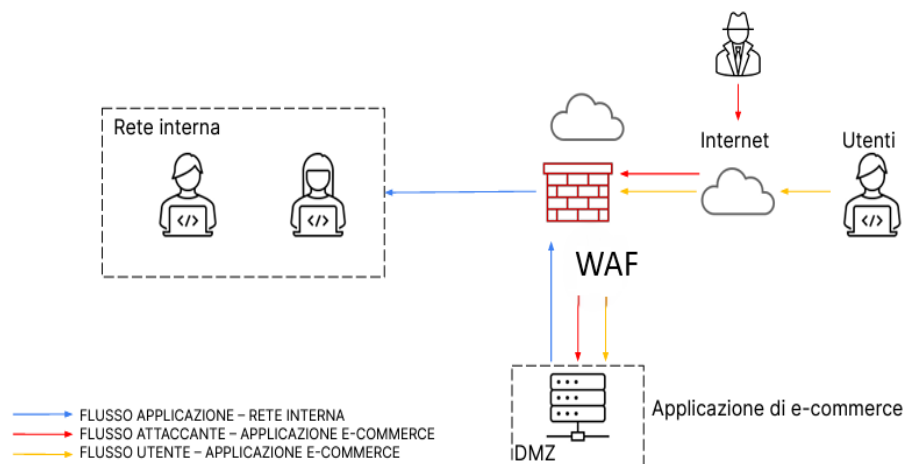 Rete interna
Internet
Utenti
</>
</>
</>
WAF
Applicazione di e-commerce
DMZ
FLUSSO APPLICAZIONE – RETE INTERNA
FLUSSO ATTACCANTE – APPLICAZIONE E-COMMERCE
FLUSSO UTENTE – APPLICAZIONE E-COMMERCE